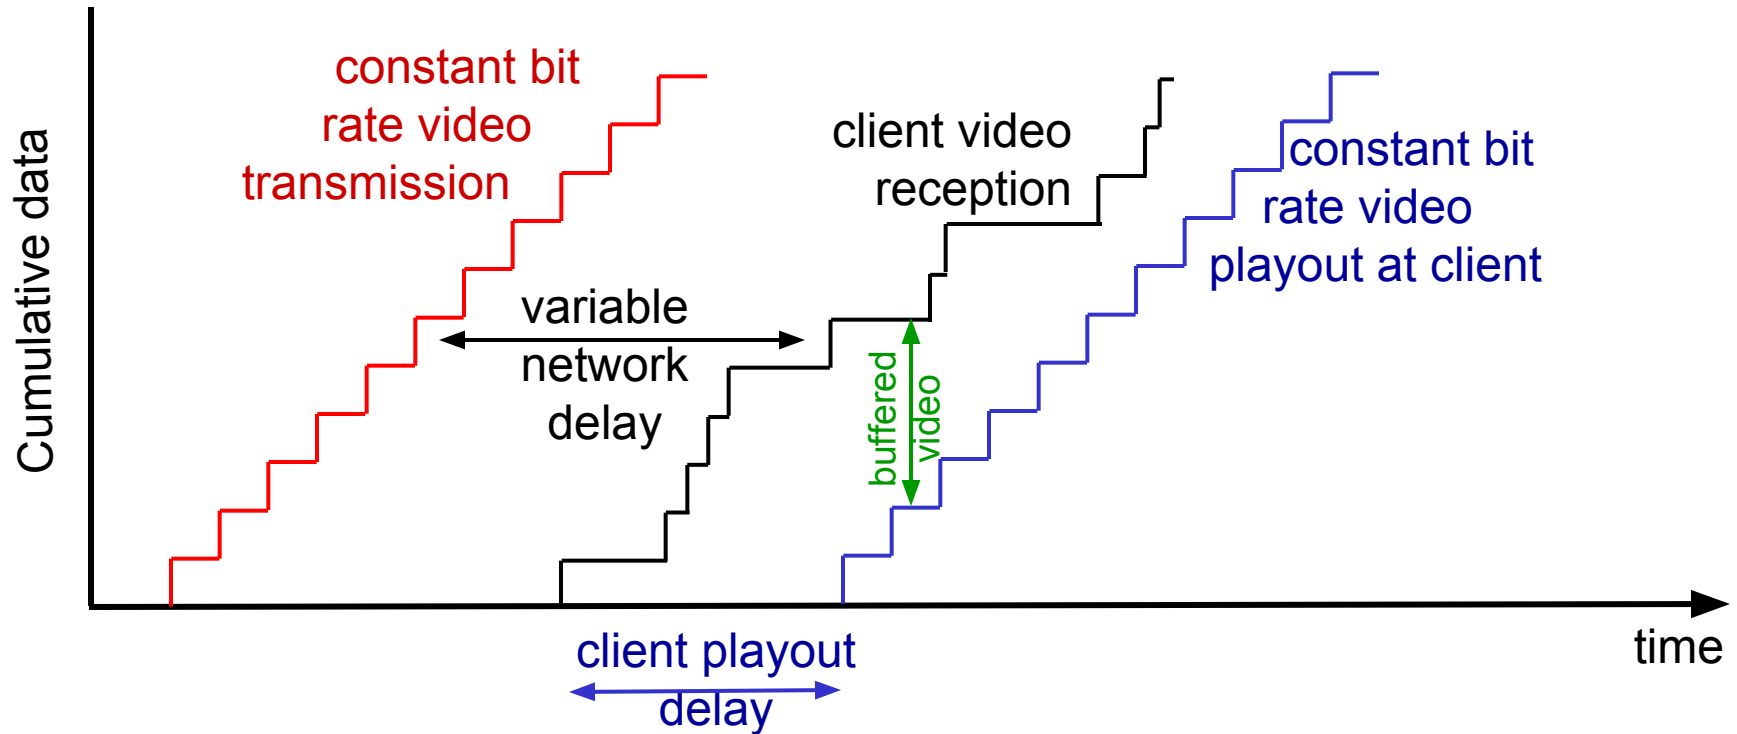 Cumulative data
constant bit
rate video
transmission
variable
network
delay
client video
reception
buffered
video
constant bit
rate video
playout at client
time
client playout
delay